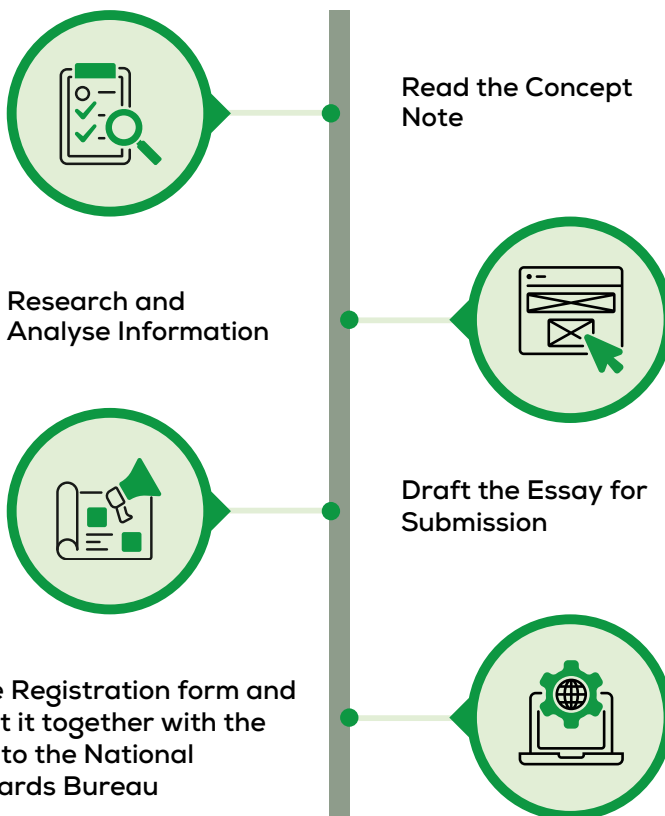 Read the Concept
Note
Research and
Analyse Information
Draft the Essay for
Submission
Registration form and
it together with the
to the National
Bureau